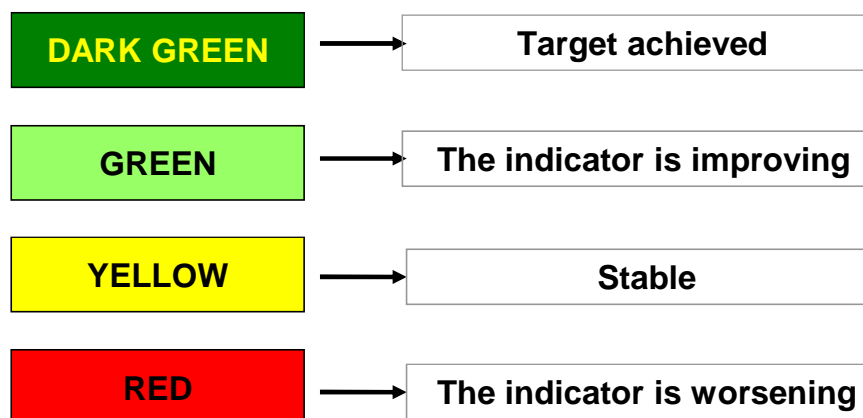 DARK GREEN
Target achieved
GREEN
The indicator is improving
YELLOW
Stable
RED
The indicator is worsening